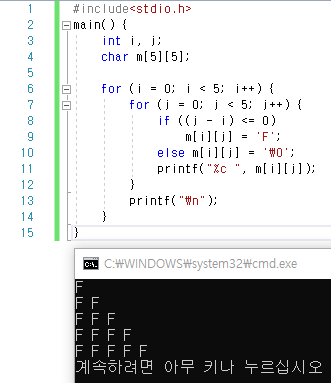 1 #include<stdio.h>
2 main() {
3 int i, j;
4 char m[5][5];
5
6 for (i = 0; i < 5; i++) {
7 for (j = 0; j < 5; j++) {
8 if ((j - i) <= 0)
9 m[i][j] = 'F';
10 else m[i][j] = '₩0';
11 printf("%c ", m[i][j]);
12 }
13 printf("₩n");
14 }
15 }
C:₩WINDOWS₩system32₩cmd.exe
F
F F
F F F
F F F F
F F F F F
계속하려면 아무 키나 누르십시오